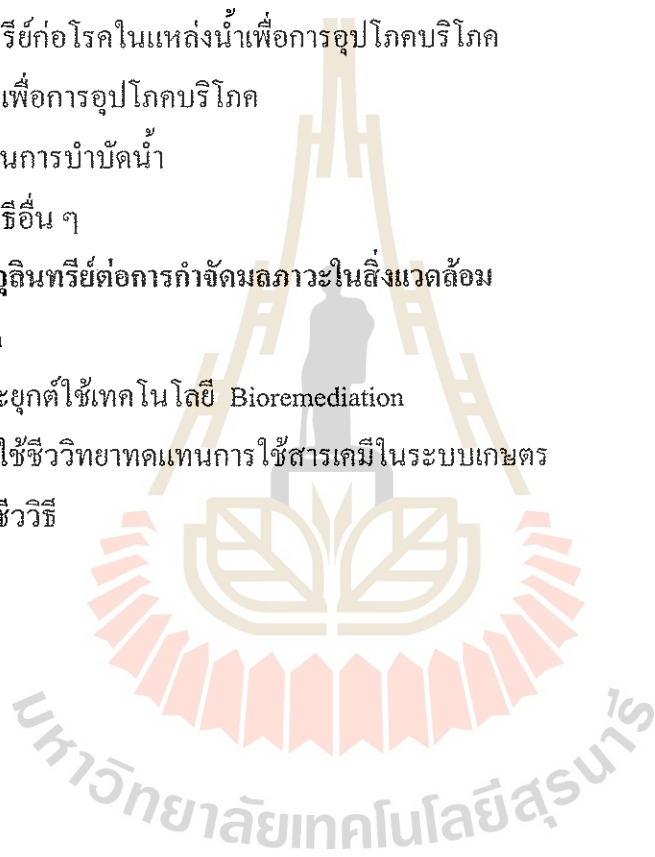 รีย์ก่อโรคในแหล่งน้ำเพื่อการอุปโภคบริโภค
เพื่อการอุปโภคบริโภค
นการบำบัดน้ำ
ธีอื่น ๆ
จุลินทรีย์ต่อการกำจัดมลภาวะในสิ่งแวดล้อม
ะยุกต์ใช้เทคโนโลยี Bioremediation
ใช้ชีววิทยาทดแทนการใช้สารเคมีในระบบเกษตร
ชีววิธี
มหาวิทยาลัยเทคโนโลยีสุรนารี